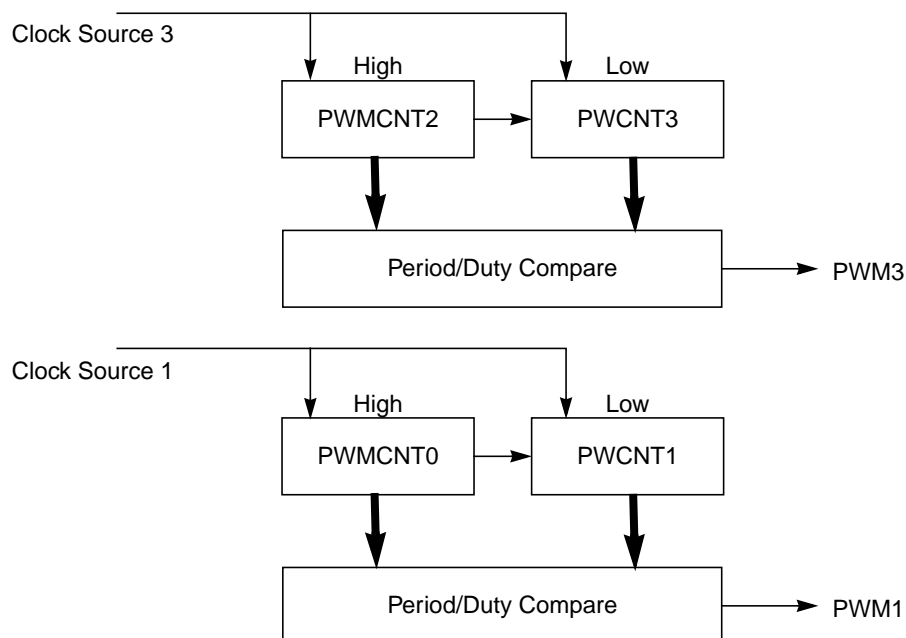 Clock Source 3
High
Low
PWMCNT2
PWCNT3
Period/Duty Compare
PWM3
Clock Source 1
High
Low
PWMCNT0
PWCNT1
Period/Duty Compare
PWM1